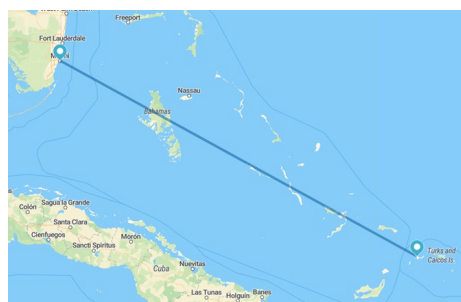 Freeport
Fort Lauderdale
Miami
Nassau
Bahamas
Sagua la Grande
Colón
Santa Clara
Cienfuegos
Morón
Sancti Spíritus
Turks and
Caicos Is
Cuba
Nuevitas
Las Tunas
Holguín
Banes